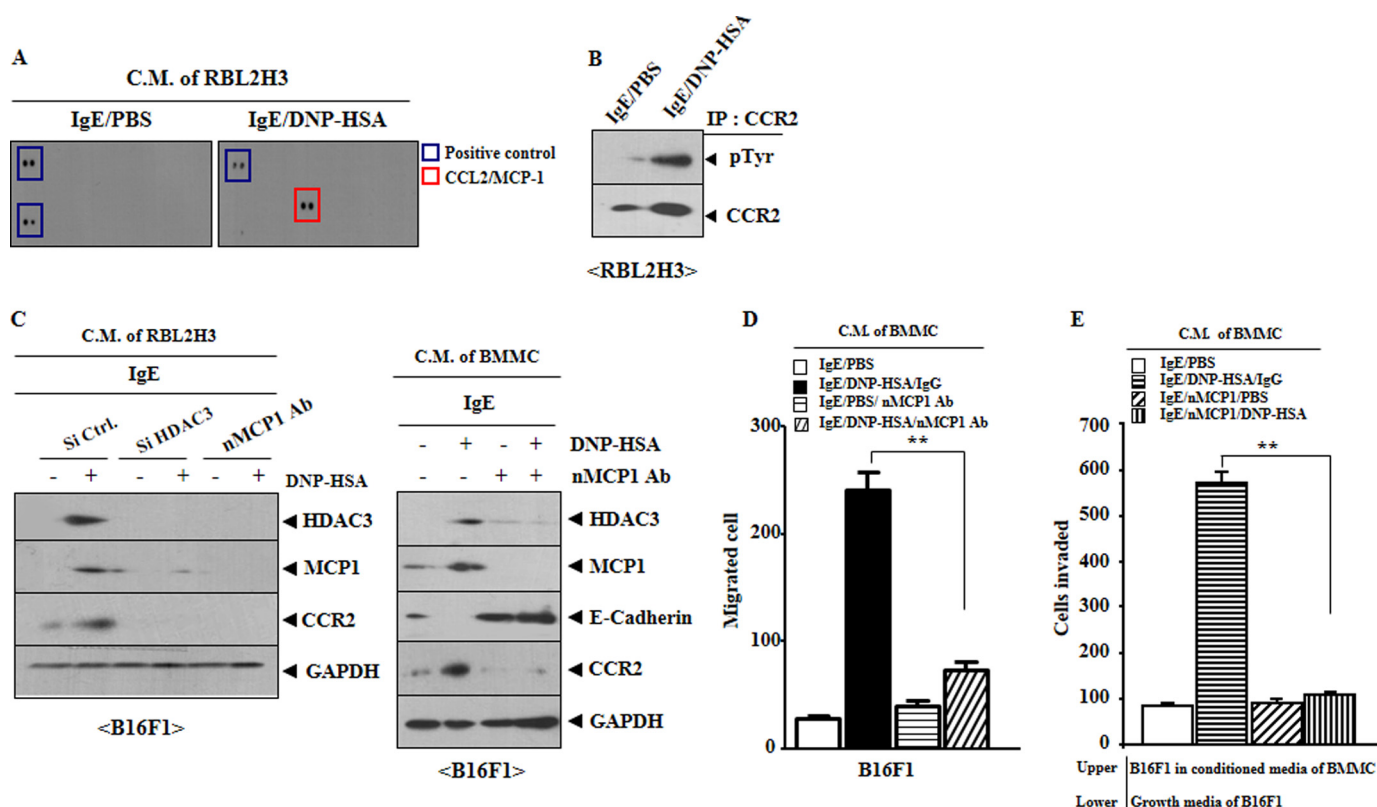 A
C.M. of RBL2H3
IgE/PBS
IgE/DNP-HSA
Positive control
CCL2/MCP-1
B
IgE/PBS
IgE/DNP-HSA
IP : CCR2
pTyr
CCR2
<RBL2H3>
C
C.M. of RBL2H3
IgE
Si Ctrl.
Si HDAC3
nMCP1 Ab
- + - + - +
DNP-HSA
HDAC3
MCP1
CCR2
GAPDH
<B16F1>
C.M. of BMMC
IgE
- + - + DNP-HSA
- - + + nMCP1 Ab
HDAC3
MCP1
E-Cadherin
CCR2
GAPDH
<B16F1>
D
C.M. of BMMC
IgE/PBS
IgE/DNP-HSA/IgG
IgE/PBS/ nMCP1 Ab
IgE/DNP-HSA/nMCP1 Ab
**
Migrated cell
300
200
100
0
B16F1
E
C.M. of BMMC
IgE/PBS
IgE/DNP-HSA/IgG
IgE/nMCP1/PBS
IgE/nMCP1/DNP-HSA
**
Cells invaded
700
600
500
400
300
200
100
0
Upper B16F1 in conditioned media of BMMC
Lower Growth media of B16F1